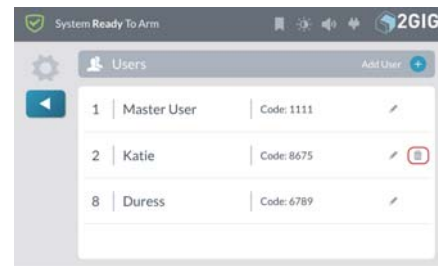 System Ready To Arm
2GIG
Users
Add User
1 Master User Code: 1111
2 Katie Code: 8675
8 Duress Code: 6789